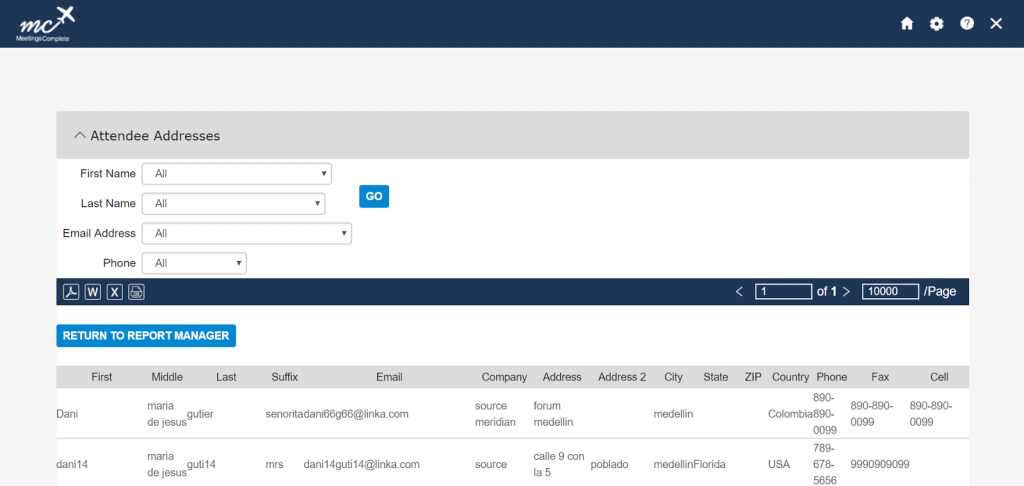 mc
MeetingsComplete
Attendee Addresses
First Name All
Last Name All
GO
Email Address All
Phone All
W X < 1 of 1 > 10000 /Page
RETURN TO REPORT MANAGER
First Middle Last Suffix Email Company Address Address 2 City State ZIP Country Phone Fax Cell
Dani maria de jesus gutier senoritadani66g66@linka.com source meridian forum medellin medellin Colombia 890-890-0099 890-890-0099 890-890-0099
dani14 maria de jesus guti14 mrs dani14guti14@linka.com source calle 9 con la 5 poblado medellin Florida USA 789-678-5656 9990909099